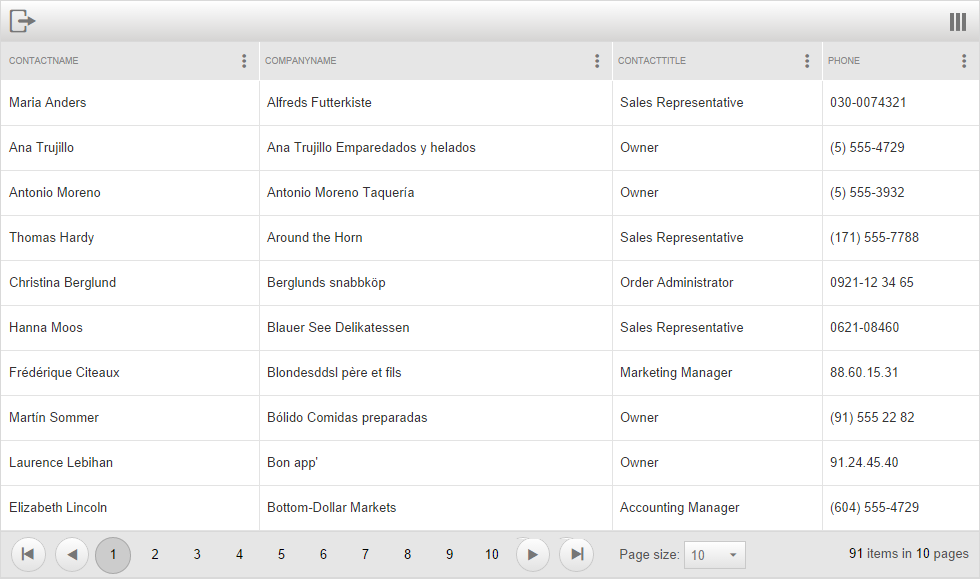 CONTACTNAME COMPANYNAME CONTACTTITLE PHONE
Maria Anders Alfreds Futterkiste Sales Representative 030-0074321
Ana Trujillo Ana Trujillo Emparedados y helados Owner (5) 555-4729
Antonio Moreno Antonio Moreno Taquería Owner (5) 555-3932
Thomas Hardy Around the Horn Sales Representative (171) 555-7788
Christina Berglund Berglunds snabbköp Order Administrator 0921-12 34 65
Hanna Moos Blauer See Delikatessen Sales Representative 0621-08460
Frédérique Citeaux Blondesddsl père et fils Marketing Manager 88.60.15.31
Martín Sommer Bólido Comidas preparadas Owner (91) 555 22 82
Laurence Lebihan Bon app' Owner 91.24.45.40
Elizabeth Lincoln Bottom-Dollar Markets Accounting Manager (604) 555-4729
1 2 3 4 5 6 7 8 9 10 Page size: 10 91 items in 10 pages